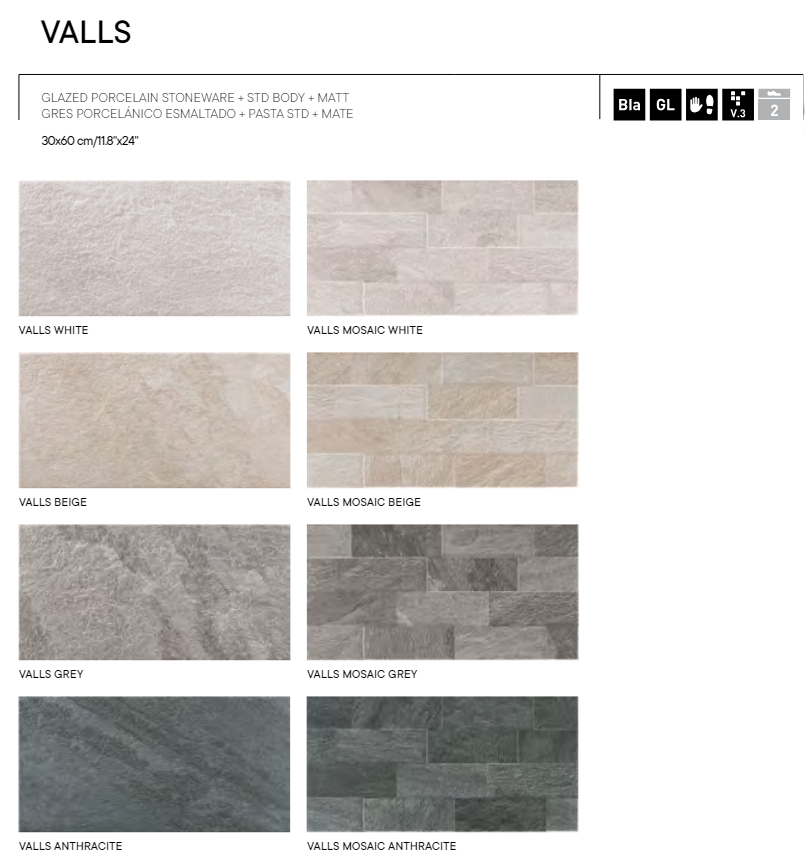 VALLS
GLAZED PORCELAIN STONEWARE + STD BODY + MATT
GRES PORCELÁNICO ESMALTADO + PASTA STD + MATE
BIa GL V.3 2
30x60 cm/11.8"x24"
VALLS WHITE
VALLS MOSAIC WHITE
VALLS BEIGE
VALLS MOSAIC BEIGE
VALLS GREY
VALLS MOSAIC GREY
VALLS ANTHRACITE
VALLS MOSAIC ANTHRACITE